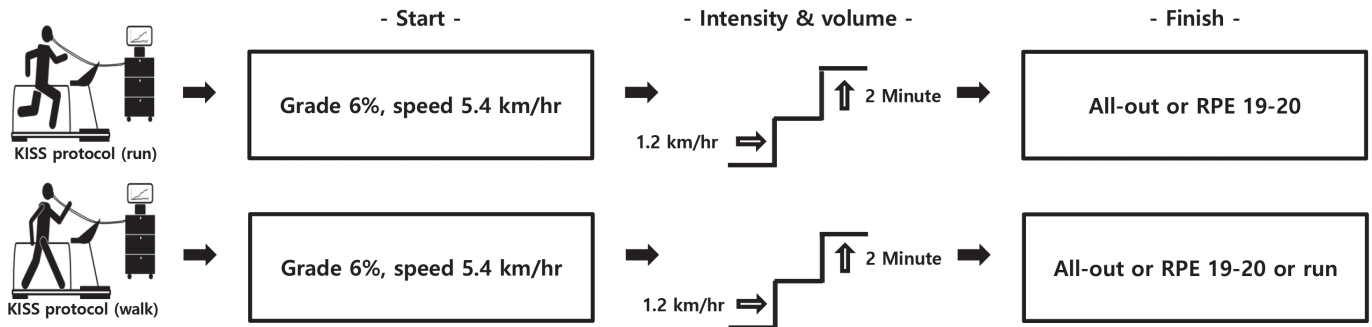 - Start -
- Intensity & volume -
- Finish -
Grade 6%, speed 5.4 km/hr
2 Minute
1.2 km/hr
All-out or RPE 19-20
KISS protocol (run)
Grade 6%, speed 5.4 km/hr
2 Minute
1.2 km/hr
All-out or RPE 19-20 or run
KISS protocol (walk)